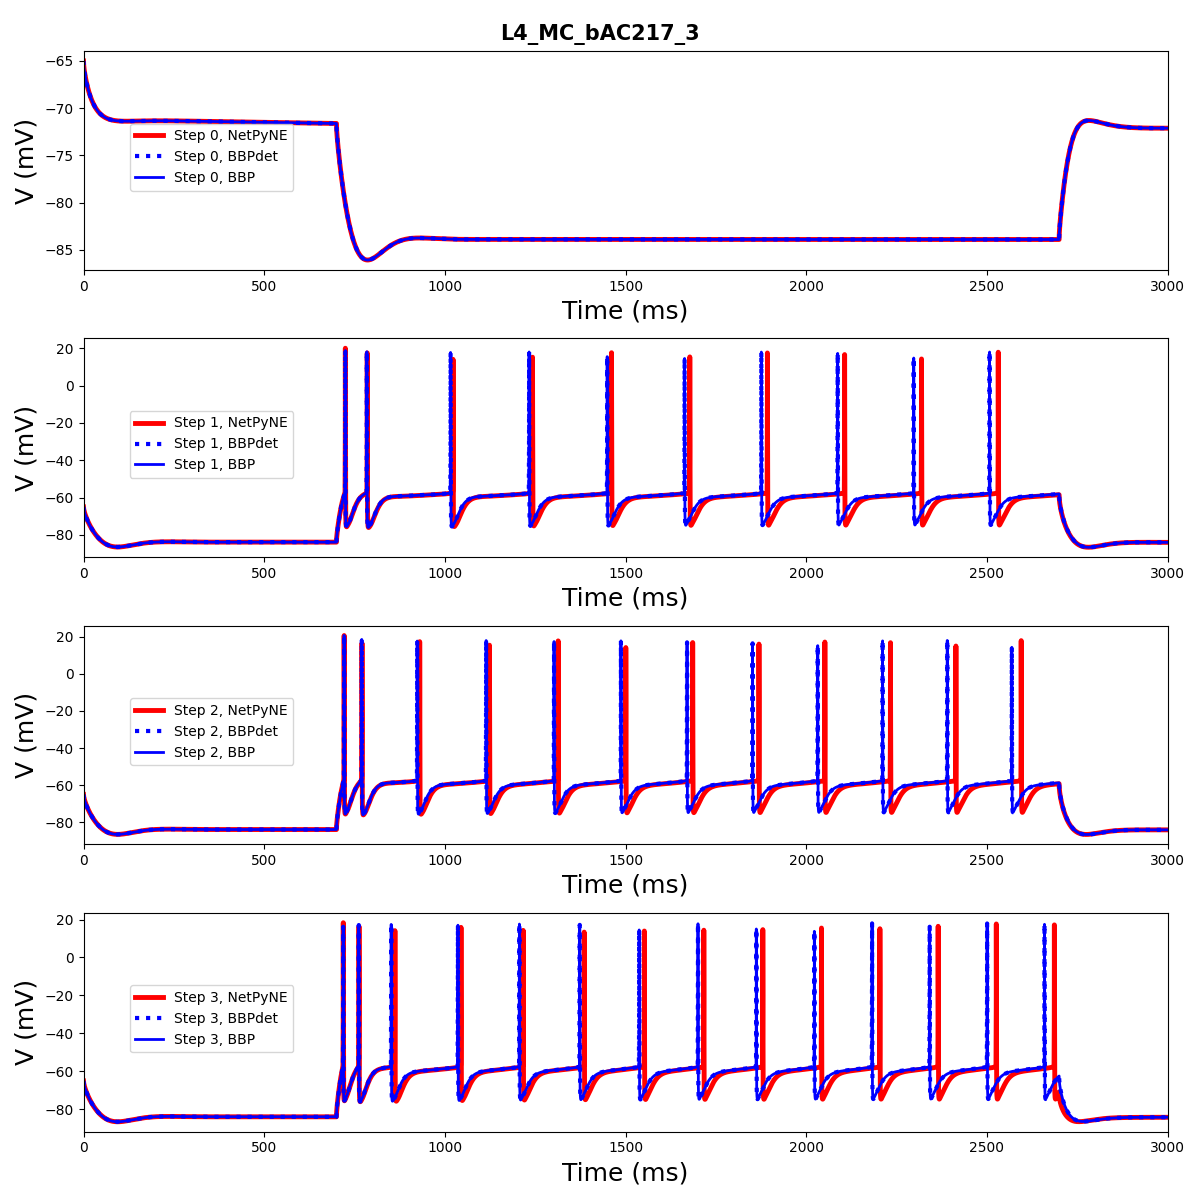 L4_MC_bAC217_3
V (mV)
−65
−70
−75
−80
−85
Step 0, NetPyNE
Step 0, BBPdet
Step 0, BBP
0 500 1000 1500 2000 2500 3000
Time (ms)
V (mV)
20
0
−20
−40
−60
−80
Step 1, NetPyNE
Step 1, BBPdet
Step 1, BBP
0 500 1000 1500 2000 2500 3000
Time (ms)
V (mV)
20
0
−20
−40
−60
−80
Step 2, NetPyNE
Step 2, BBPdet
Step 2, BBP
0 500 1000 1500 2000 2500 3000
Time (ms)
V (mV)
20
0
−20
−40
−60
−80
Step 3, NetPyNE
Step 3, BBPdet
Step 3, BBP
0 500 1000 1500 2000 2500 3000
Time (ms)